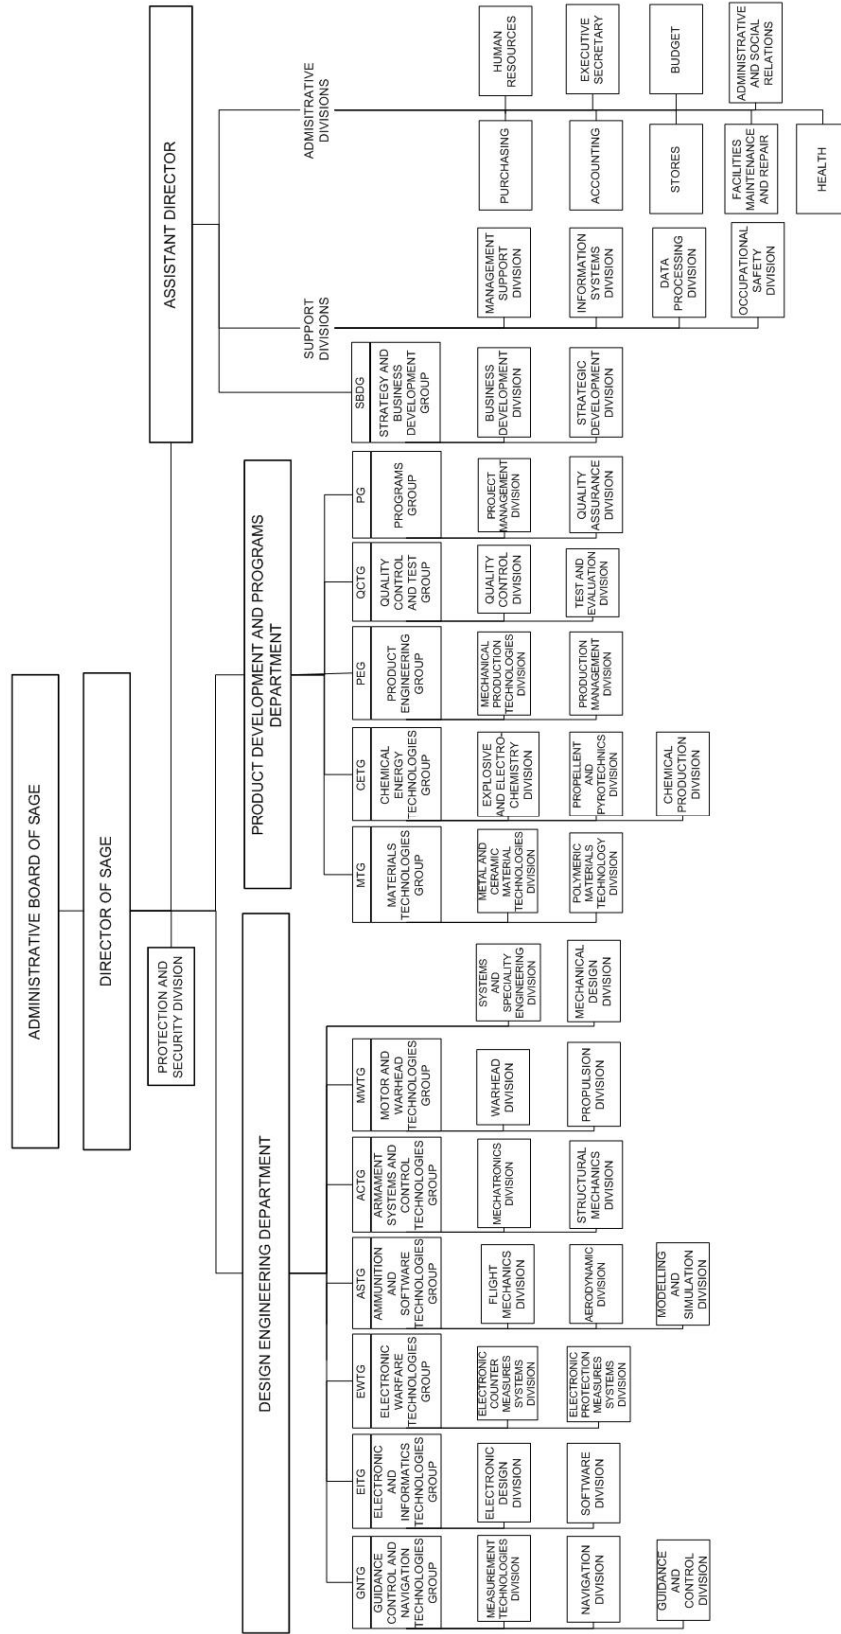 ADMINISTRATIVE BOARD OF SAGE
DIRECTOR OF SAGE
PROTECTION AND
SECURITY DIVISION
ASSISTANT DIRECTOR
DESIGN ENGINEERING DEPARTMENT
PRODUCT DEVELOPMENT AND PROGRAMS
DEPARTMENT
SUPPORT
DIVISIONS
ADMISITRATIVE
DIVISIONS
GNTG
GUIDANCE
CONTROL AND
NAVIGATION
TECHNOLOGIES
GROUP
MEASUREMENT
TECHNOLOGIES
DIVISION
NAVIGATION
DIVISION
GUIDANCE
AND
CONTROL
DIVISION
EITG
ELECTRONIC
AND
INFORMATICS
TECHNOLOGIES
GROUP
ELECTRONIC
DESIGN
DIVISION
SOFTWARE
DIVISION
EWTG
ELECTRONIC
WARFARE
TECHNOLOGIES
GROUP
ELECTRONIC
COUNTER
MEASURES
SYSTEMS
DIVISION
ELECTRONIC
PROTECTION
MEASURES
SYSTEMS
DIVISION
ASTG
AMMUNITION
AND
SOFTWARE
TECHNOLOGIES
GROUP
FLIGHT
MECHANICS
DIVISION
AERODYNAMIC
DIVISION
MODELLING
AND
SIMULATION
DIVISION
ACTG
ARMAMENT
SYSTEMS AND
CONTROL
TECHNOLOGIES
GROUP
MECHATRONICS
DIVISION
STRUCTURAL
MECHANICS
DIVISION
MWTG
MOTOR AND
WARHEAD
TECHNOLOGIES
GROUP
WARHEAD
DIVISION
PROPULSION
DIVISION
SYSTEMS
AND
SPECIALITY
ENGINEERING
DIVISION
MECHANICAL
DESIGN
DIVISION
MTG
MATERIALS
TECHNOLOGIES
GROUP
METAL AND
CERAMIC
MATERIAL
TECHNOLOGIES
DIVISION
POLYMERIC
MATERIALS
TECHNOLOGY
DIVISION
CETG
CHEMICAL
ENERGY
TECHNOLOGIES
GROUP
EXPLOSIVE
AND ELECTRO-
CHEMISTRY
DIVISION
PROPELLENT
AND
PYROTECHNICS
DIVISION
CHEMICAL
PRODUCTION
DIVISION
PEG
PRODUCT
ENGINEERING
GROUP
MECHANICAL
PRODUCTION
TECHNOLOGIES
DIVISION
PRODUCTION
MANAGEMENT
DIVISION
QCTG
QUALITY
CONTROL
AND TEST
GROUP
QUALITY
CONTROL
DIVISION
TEST AND
EVALUATION
DIVISION
PG
PROGRAMS
GROUP
PROJECT
MANAGEMENT
DIVISION
QUALITY
ASSURANCE
DIVISION
SBDG
STRATEGY AND
BUSINESS
DEVELOPMENT
GROUP
BUSINESS
DEVELOPMENT
DIVISION
STRATEGIC
DEVELOPMENT
DIVISION
MANAGEMENT
SUPPORT
DIVISION
INFORMATION
SYSTEMS
DIVISION
DATA
PROCESSING
DIVISION
OCCUPATIONAL
SAFETY
DIVISION
PURCHASING
ACCOUNTING
STORES
FACILITIES
MAINTENANCE
AND REPAIR
HEALTH
HUMAN
RESOURCES
EXECUTIVE
SECRETARY
BUDGET
ADMINISTRATIVE
AND SOCIAL
RELATIONS